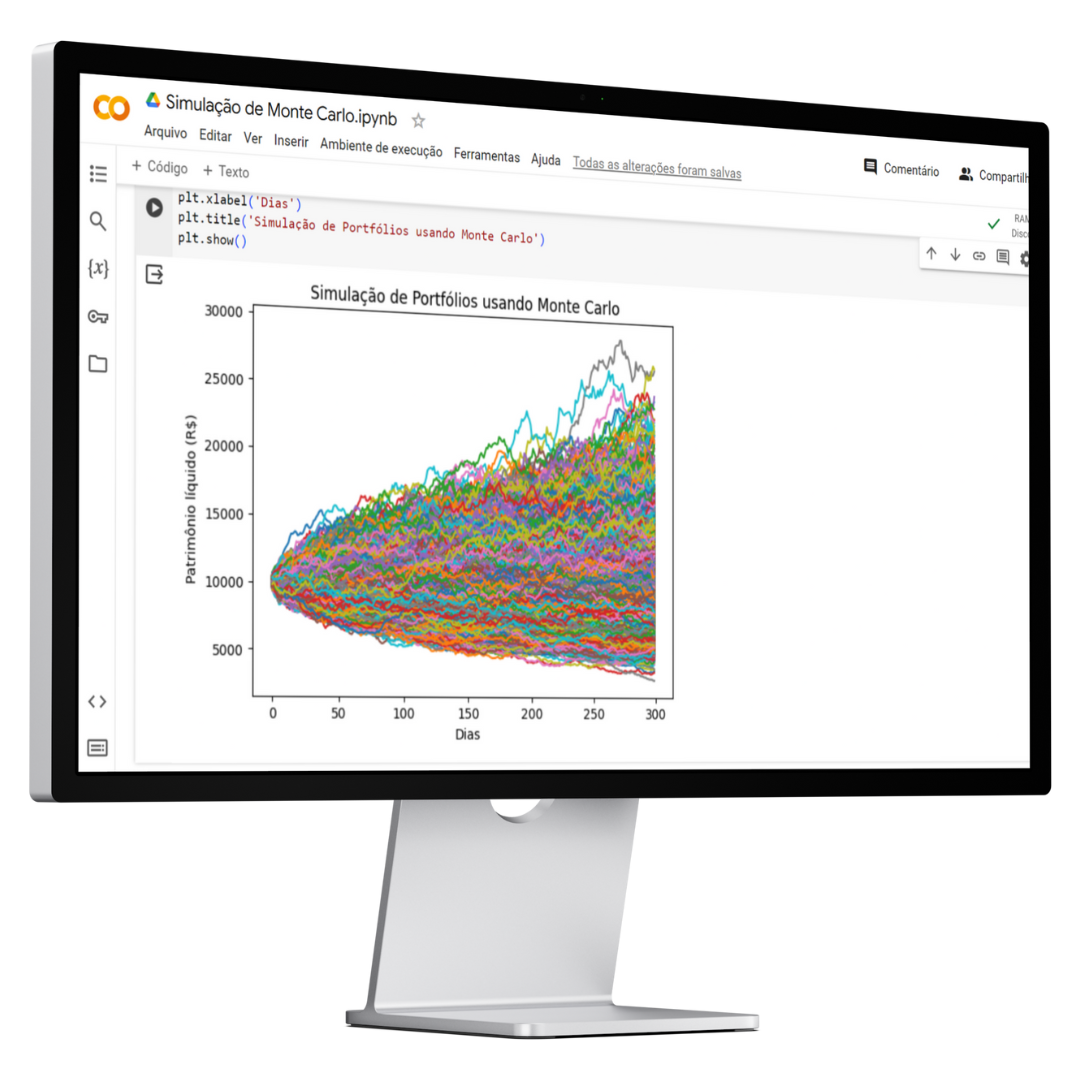 Simulação de Monte Carlo.ipynb
Arquivo Editar Ver Inserir Ambiente de execução Ferramentas Ajuda Todas as alterações foram salvas
Comentário
+ Código + Texto
plt.xlabel('Dias')
plt.title('Simulação de Portfólios usando Monte Carlo')
plt.show()
{x}
Simulação de Portfólios usando Monte Carlo
Patrimônio líquido (R$)
30000
25000
20000
15000
10000
5000
0 50 100 150 200 250 300
Dias